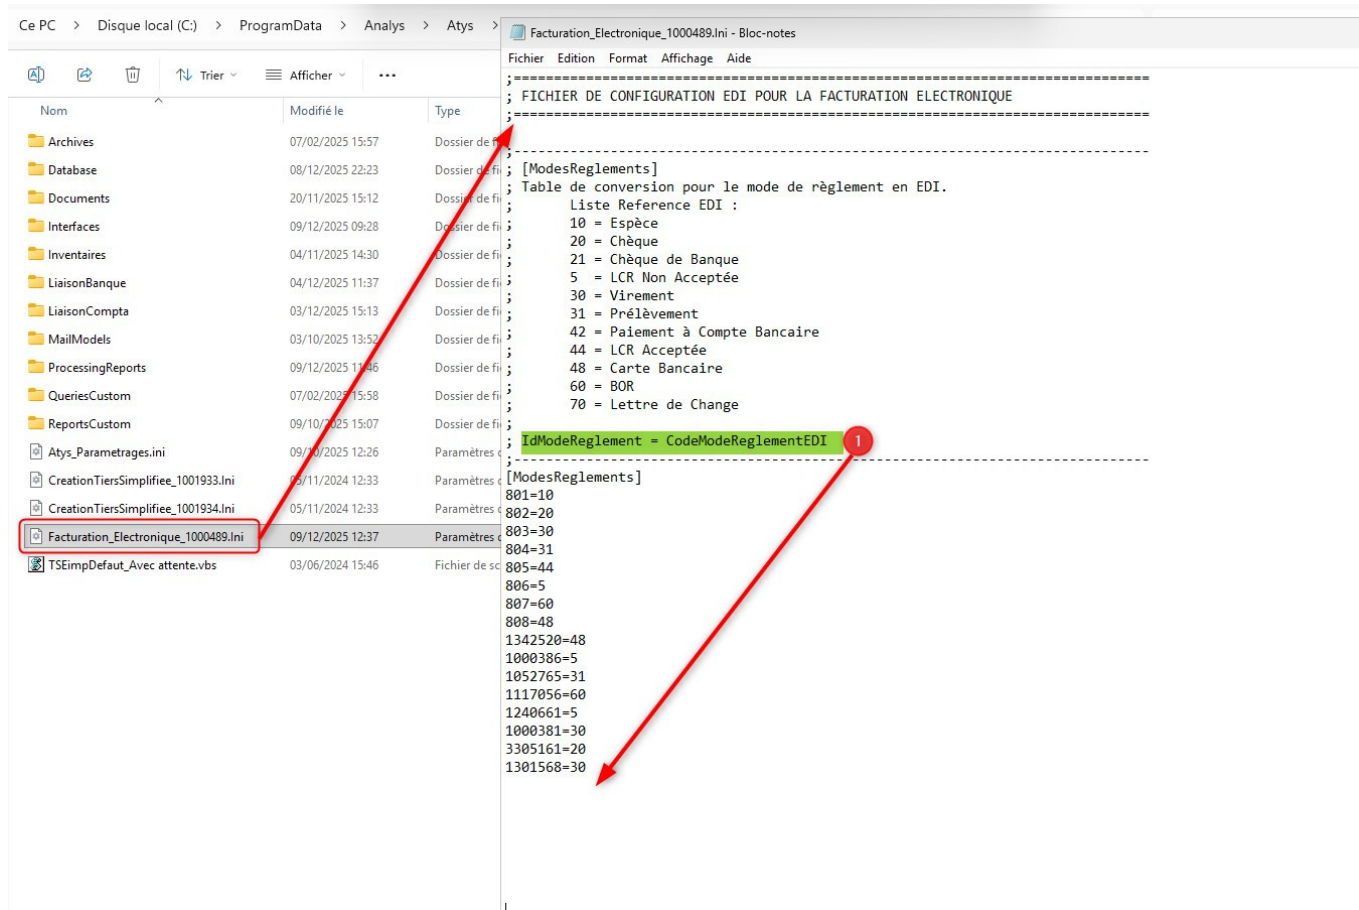 Ce PC > Disque local (C:) > ProgramData > Analys > Atys >
Trier Afficher ...
Nom Modifié le Type
Archives 07/02/2025 15:57 Dossier de fi
Database 08/12/2025 22:23 Dossier de fi
Documents 20/11/2025 15:12 Dossier de fi
Interfaces 09/12/2025 09:28 Dossier de fi
Inventaires 04/11/2025 14:30 Dossier de fi
LiaisonBanque 04/12/2025 11:37 Dossier de fi
LiaisonCompta 03/12/2025 15:13 Dossier de fi
MailModels 03/10/2025 13:52 Dossier de fi
ProcessingReports 09/12/2025 11:46 Dossier de fi
QueriesCustom 07/02/2025 15:58 Dossier de fi
ReportsCustom 09/10/2025 15:07 Dossier de fi
Atys_Parametrages.ini 09/10/2025 12:26 Paramètres c
CreationTiersSimplifiee_1001933.Ini 05/11/2024 12:33 Paramètres c
CreationTiersSimplifiee_1001934.Ini 05/11/2024 12:33 Paramètres c
Facturation_Electronique_1000489.Ini 09/12/2025 12:37 Paramètres c
TSEimpDefaut_Avec attente.vbs 03/06/2024 15:46 Fichier de sc
Facturation_Electronique_1000489.Ini - Bloc-notes
Fichier Edition Format Affichage Aide
;===============================================================================
; FICHIER DE CONFIGURATION EDI POUR LA FACTURATION ELECTRONIQUE
;===============================================================================
;-------------------------------------------------------------------------------
; [ModesReglements]
; Table de conversion pour le mode de règlement en EDI.
; Liste Reference EDI :
; 10 = Espèce
; 20 = Chèque
; 21 = Chèque de Banque
; 5 = LCR Non Acceptée
; 30 = Virement
; 31 = Prélèvement
; 42 = Paiement à Compte Bancaire
; 44 = LCR Acceptée
; 48 = Carte Bancaire
; 60 = BOR
; 70 = Lettre de Change
;
; IdModeReglement = CodeModeReglementEDI 1
;-------------------------------------------------------------------------------
[ModesReglements]
801=10
802=20
803=30
804=31
805=44
806=5
807=60
808=48
1342520=48
1000386=5
1052765=31
1117056=60
1240661=5
1000381=30
3305161=20
1301568=30